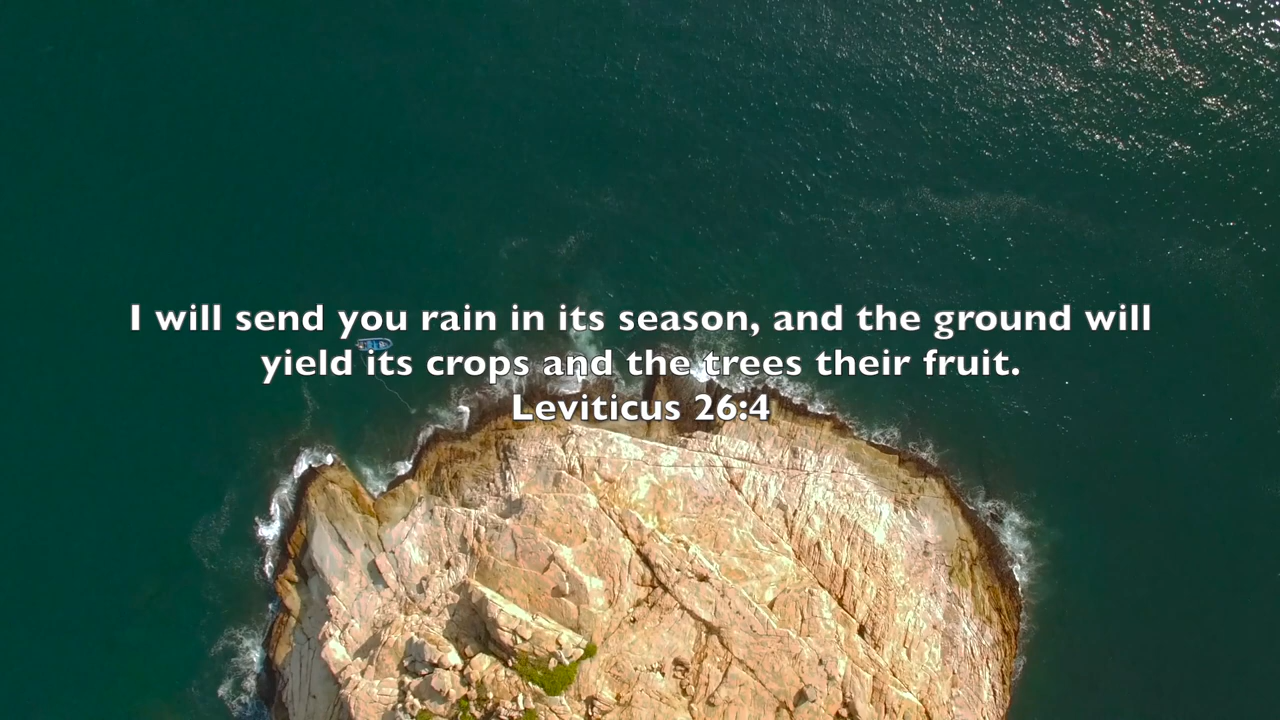 I will send you rain in its season, and the ground will
yield its crops and the trees their fruit.
Leviticus 26:4